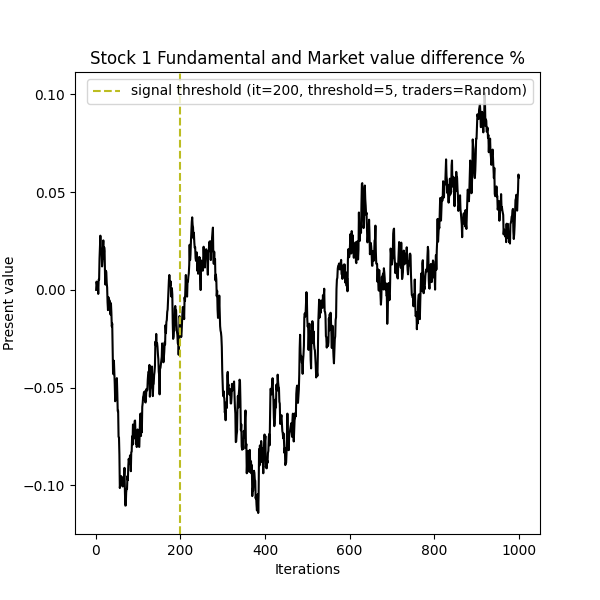 Stock 1 Fundamental and Market value difference %
signal threshold (it=200, threshold=5, traders=Random)
0.10
0.05
0.00
−0.05
−0.10
Present value
0 200 400 600 800 1000
Iterations